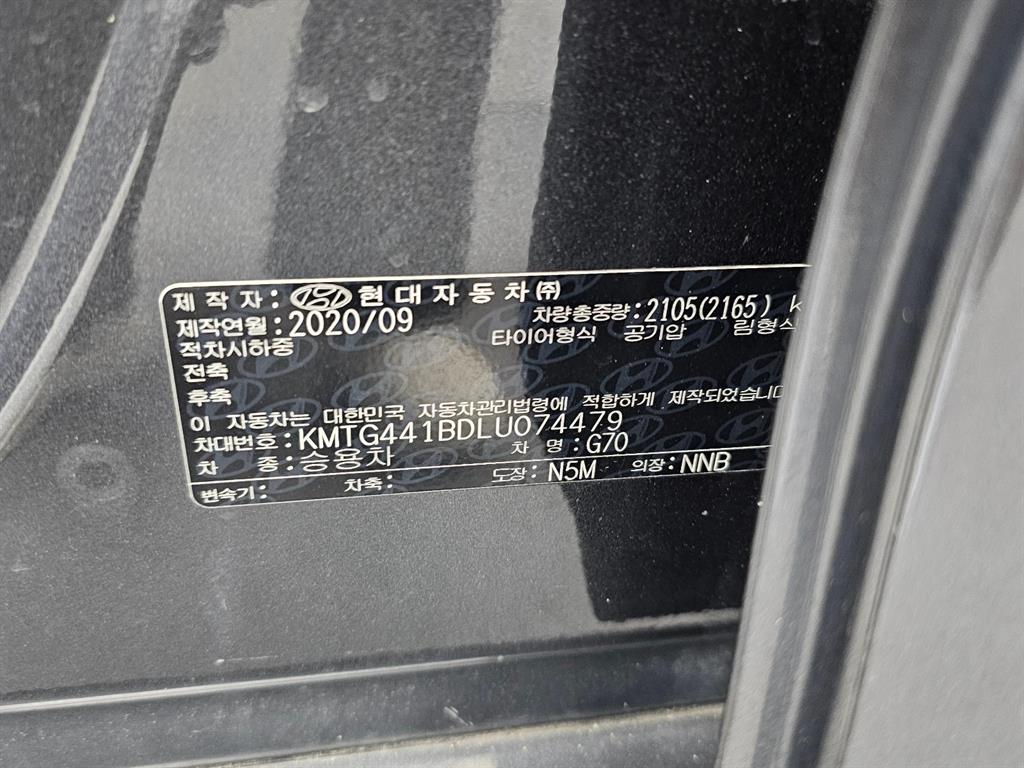 제 작 자 : 현 대 자 동 차 ㈜
제작연월 : 2020/09 차량총중량 : 2105(2165) k
적차시하중 타이어형식 공기압 림형식
전축
후축
이 자동차는 대한민국 자동차관리법령에 적합하게 제작되었습니
차대번호 : KMTG441BDLU074479
차 종 : 승용차 차 명 : G70
변속기 : 차축 : 도장 : N5M 의장 : NNB